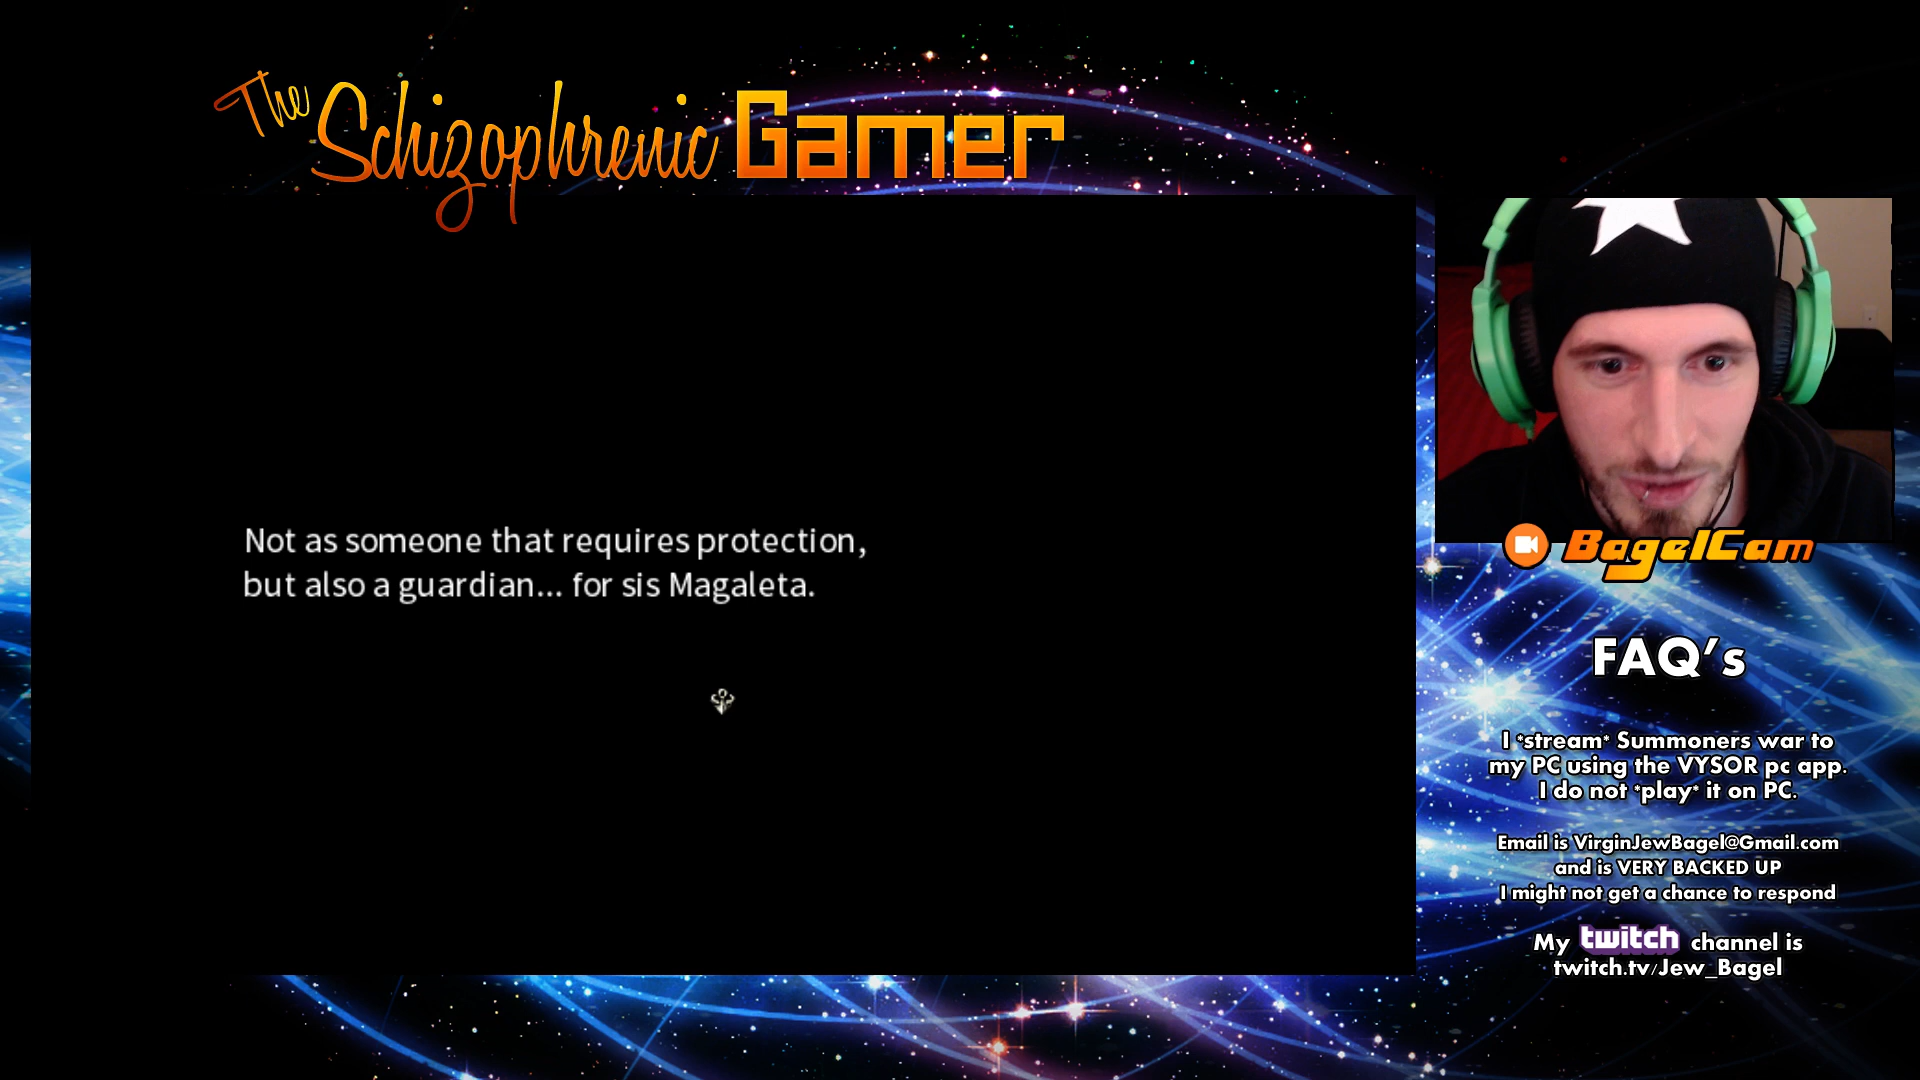 The Schizophrenic Gamer
Not as someone that requires protection,
but also a guardian... for sis Magaleta.
BagelCam
FAQ's
I *stream* Summoners war to
my PC using the VYSOR pc app.
I do not *play* it on PC.
Email is VirginJewBagel@Gmail.com
and is VERY BACKED UP
I might not get a chance to respond
My twitch channel is
twitch.tv/Jew_Bagel